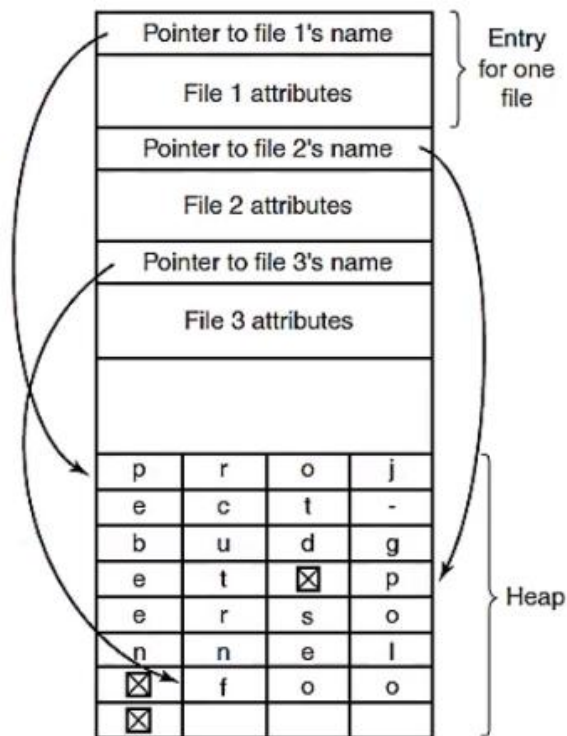 Pointer to file 1's name
File 1 attributes
Entry
for one
file
Pointer to file 2's name
File 2 attributes
Pointer to file 3's name
File 3 attributes
p r o j
e c t -
b u d g
e t ☒ p
e r s o
n n e l
☒ f o o
☒
Heap